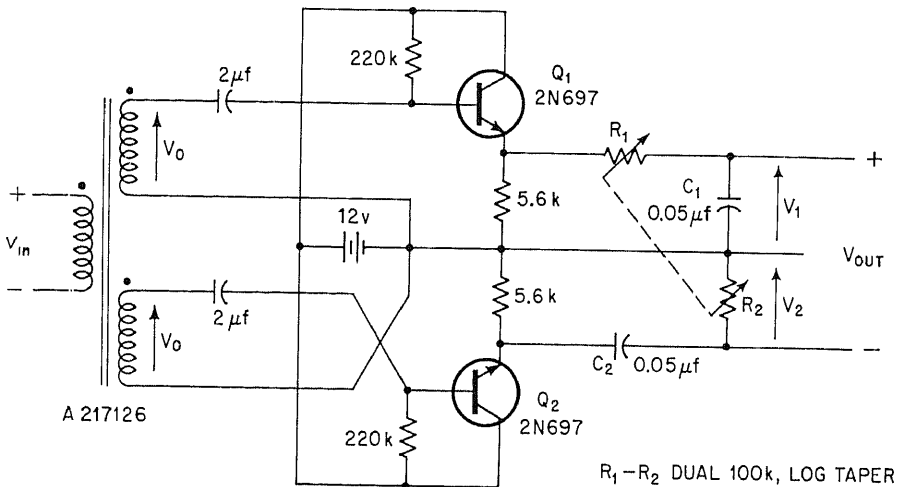 220k
2µf
Q1
2N697
R1
+
V0
5.6k
C1
0.05µf
V1
+
Vin
−
12v
VOUT
5.6k
R2
V2
2µf
V0
C2 0.05µf
−
A 217126
Q2
2N697
220k
R1−R2 DUAL 100k, LOG TAPER